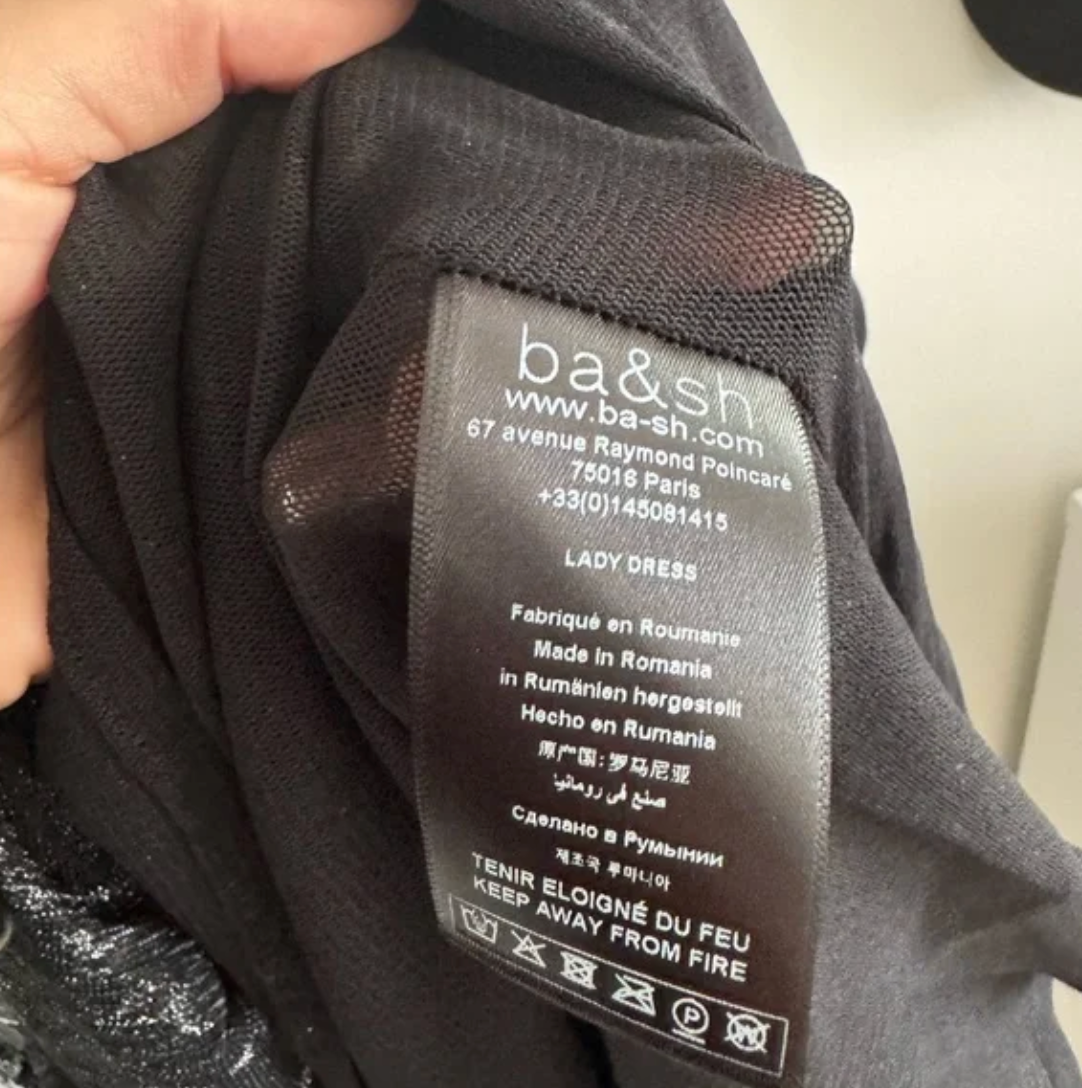 ba&sh
www.ba-sh.com
67 avenue Raymond Poincaré
75016 Paris
+33(0)145081415
LADY DRESS
Fabriqué en Roumanie
Made in Romania
in Rumänien hergestellt
Hecho en Rumania
原产国:罗马尼亚
صنع في رومانيا
Сделано в Румынии
제조국 루마니아
TENIR ELOIGNÉ DU FEU
KEEP AWAY FROM FIRE
P W